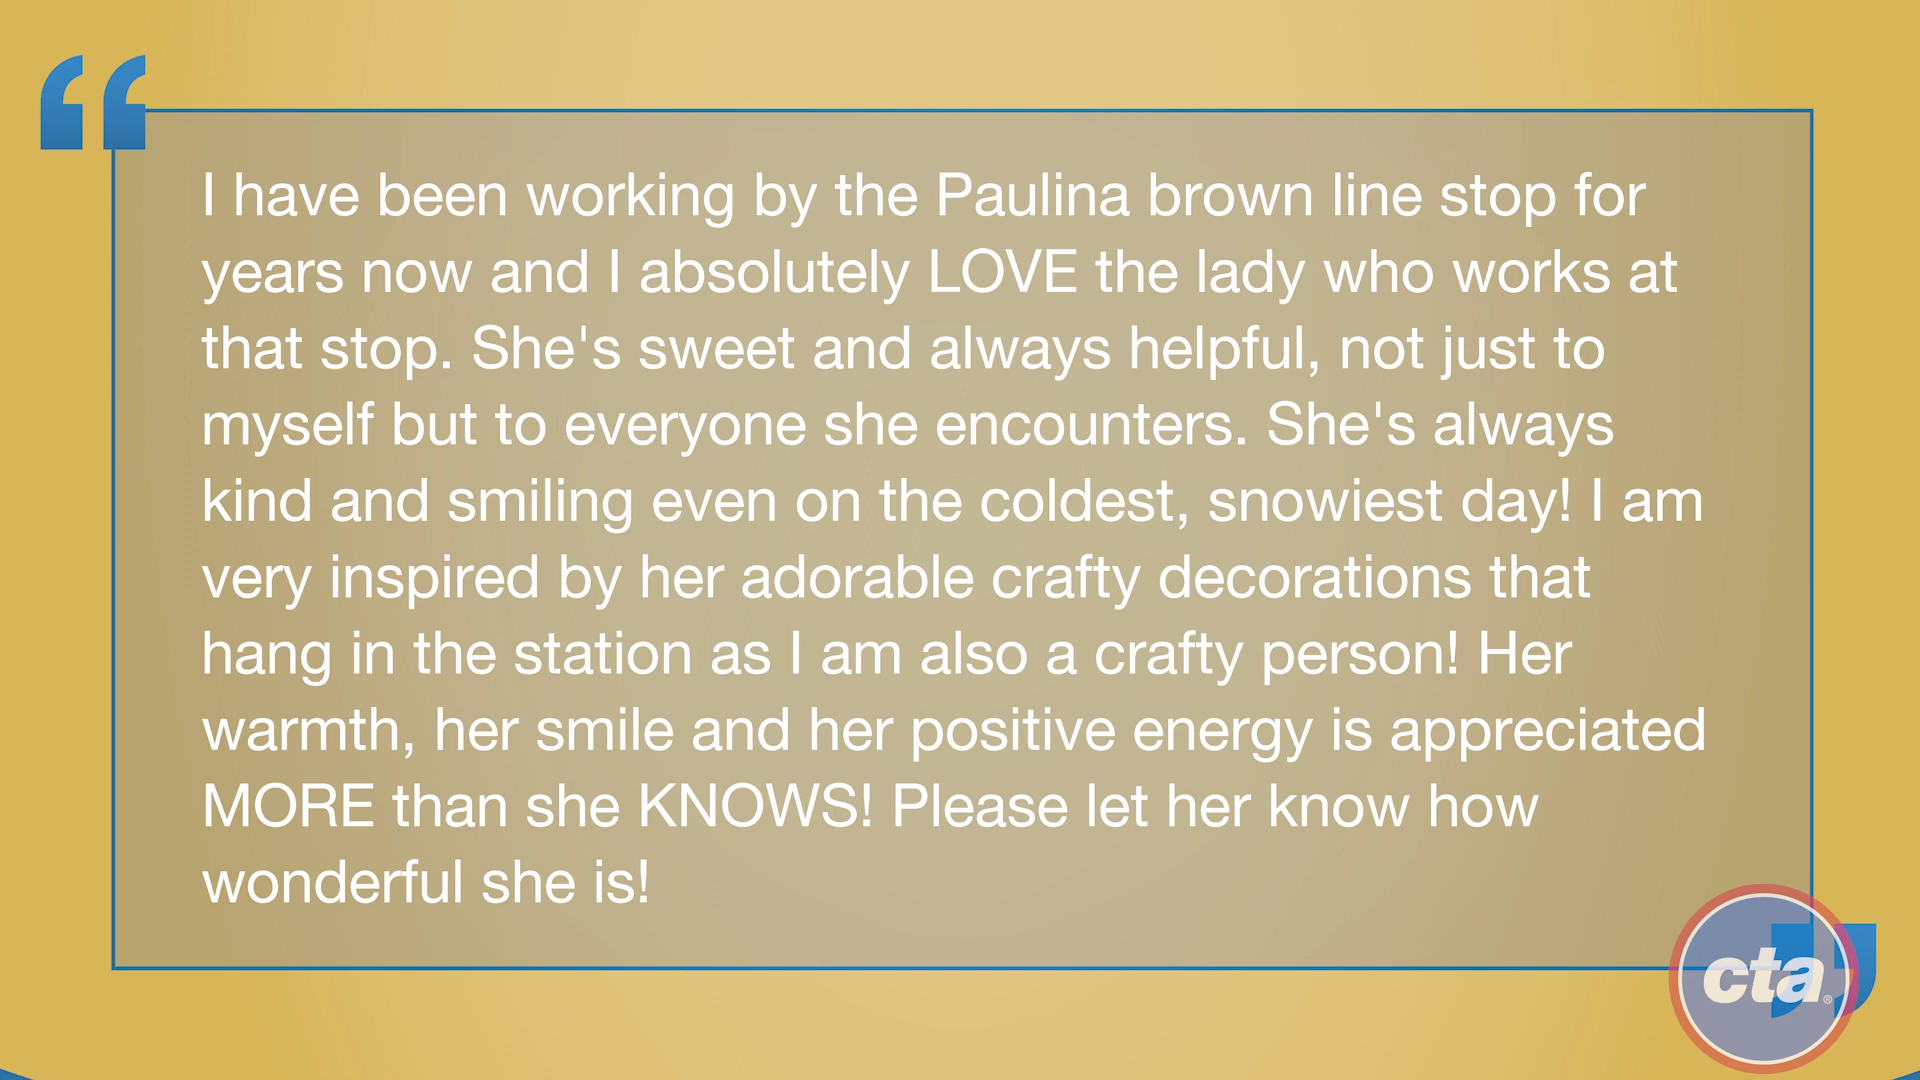 I have been working by the Paulina brown line stop for
years now and I absolutely LOVE the lady who works at
that stop. She's sweet and always helpful, not just to
myself but to everyone she encounters. She's always
kind and smiling even on the coldest, snowiest day! I am
very inspired by her adorable crafty decorations that
hang in the station as I am also a crafty person! Her
warmth, her smile and her positive energy is appreciated
MORE than she KNOWS! Please let her know how
wonderful she is!
cta®